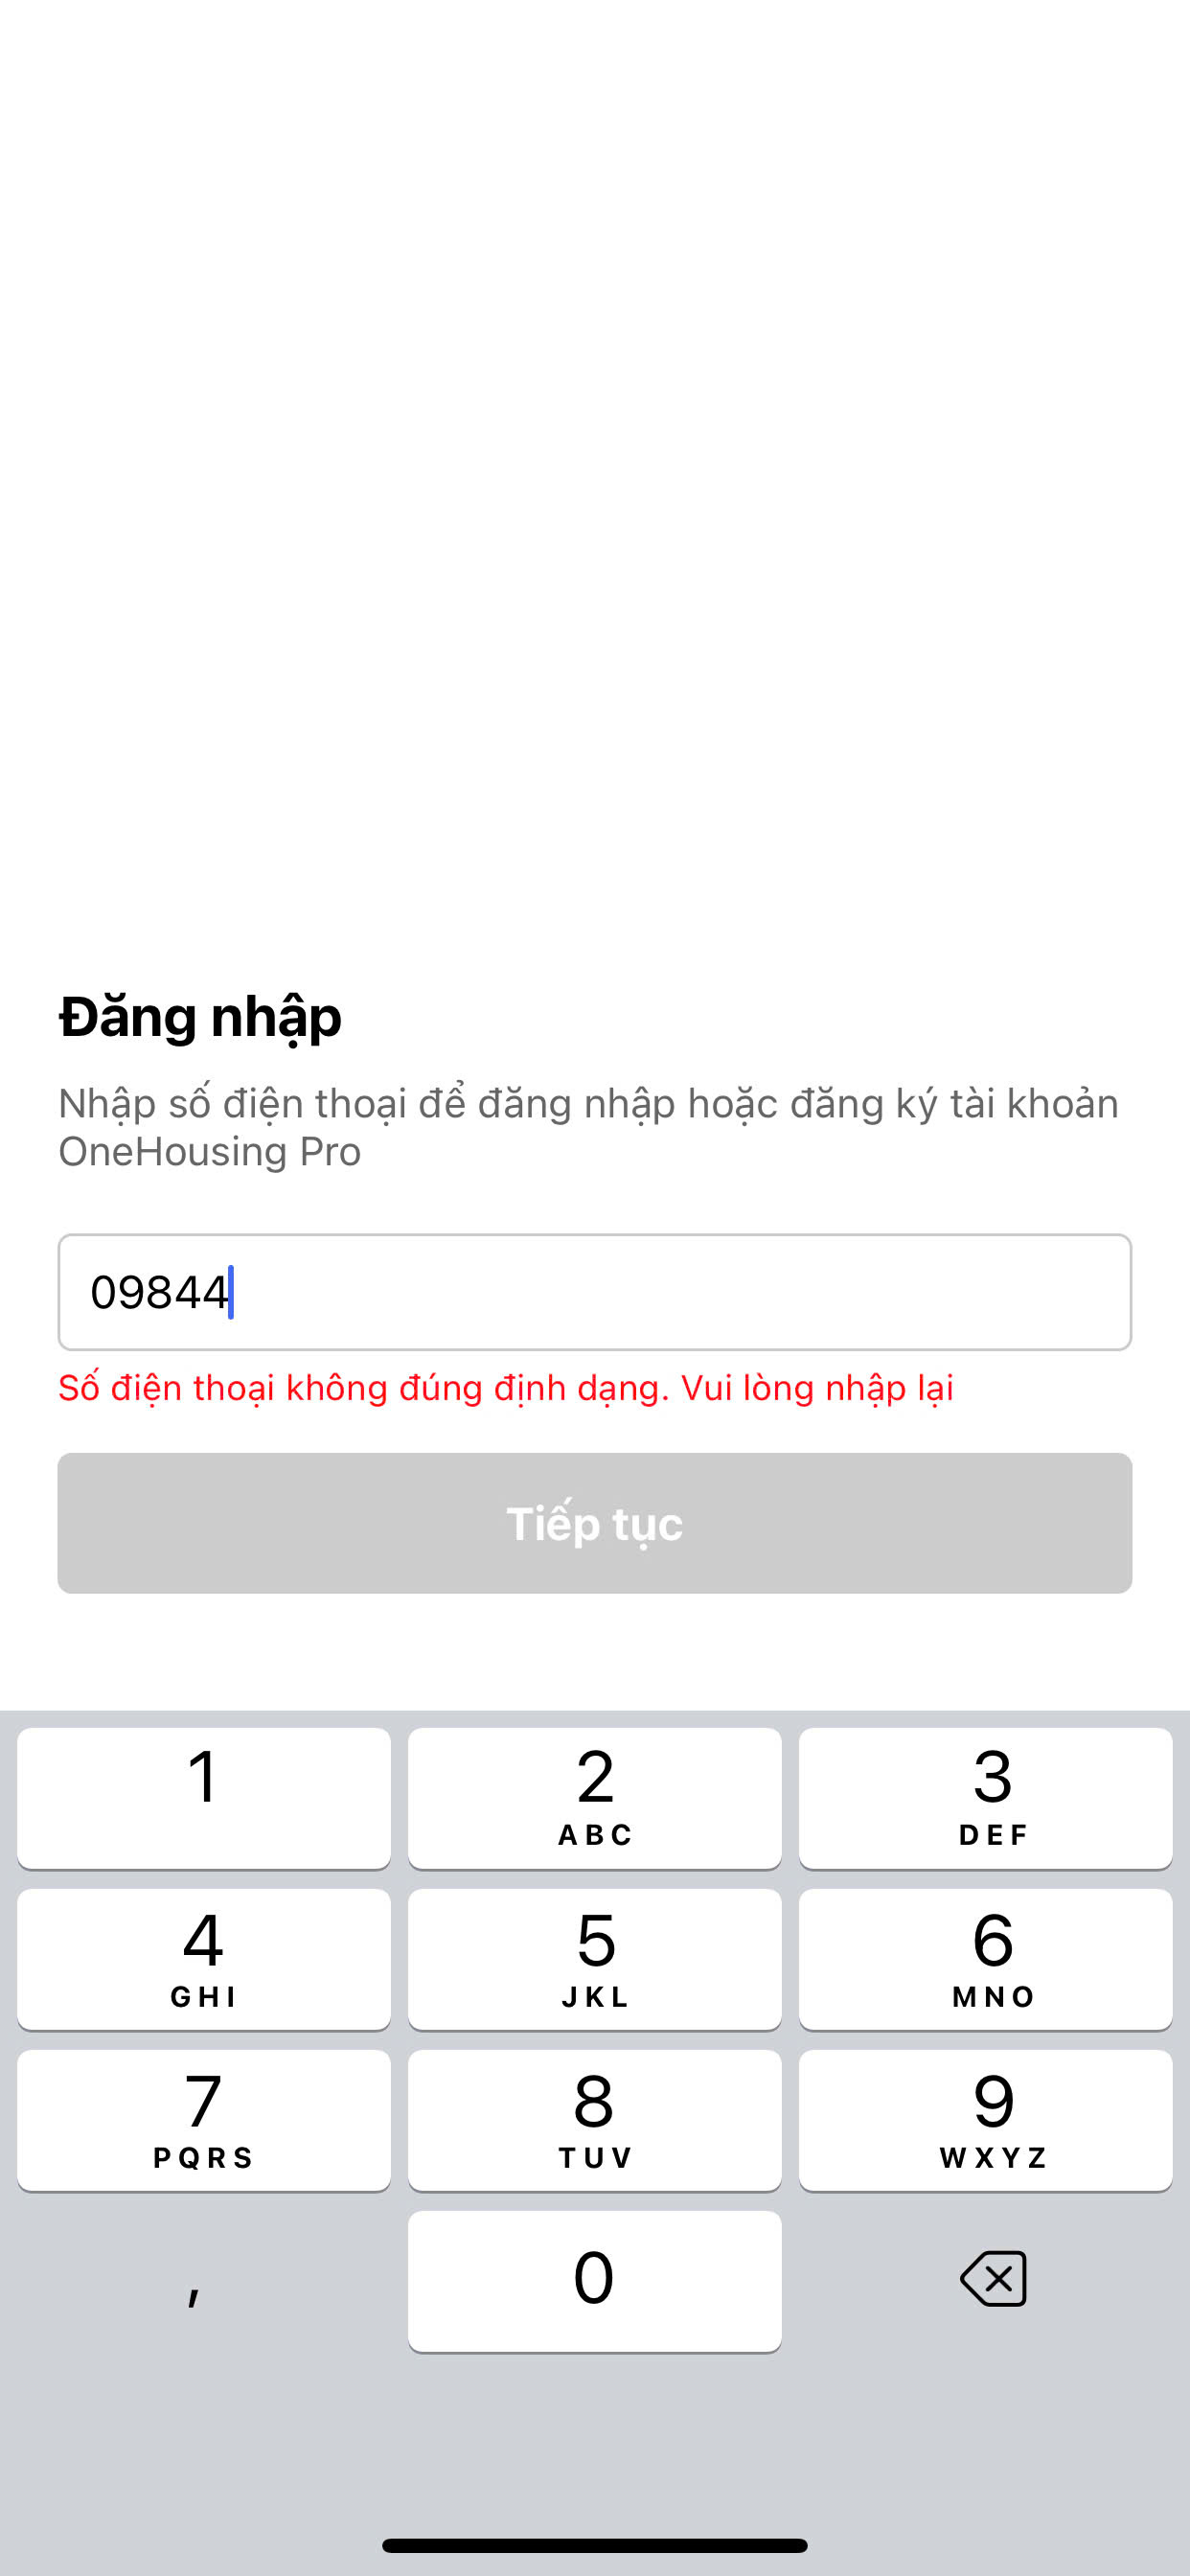 Đăng nhập
Nhập số điện thoại để đăng nhập hoặc đăng ký tài khoản
OneHousing Pro
09844
Số điện thoại không đúng định dạng. Vui lòng nhập lại
Tiếp tục
1 2 3
ABC DEF
4 5 6
GHI JKL MNO
7 8 9
PQRS TUV WXYZ
, 0